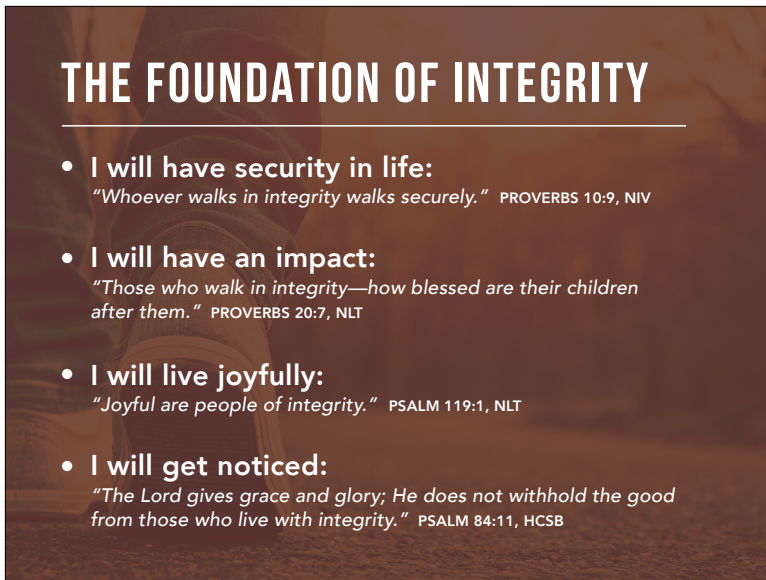 THE FOUNDATION OF INTEGRITY
• I will have security in life:
"Whoever walks in integrity walks securely." PROVERBS 10:9, NIV
• I will have an impact:
"Those who walk in integrity—how blessed are their children
after them." PROVERBS 20:7, NLT
• I will live joyfully:
"Joyful are people of integrity." PSALM 119:1, NLT
• I will get noticed:
"The Lord gives grace and glory; He does not withhold the good
from those who live with integrity." PSALM 84:11, HCSB